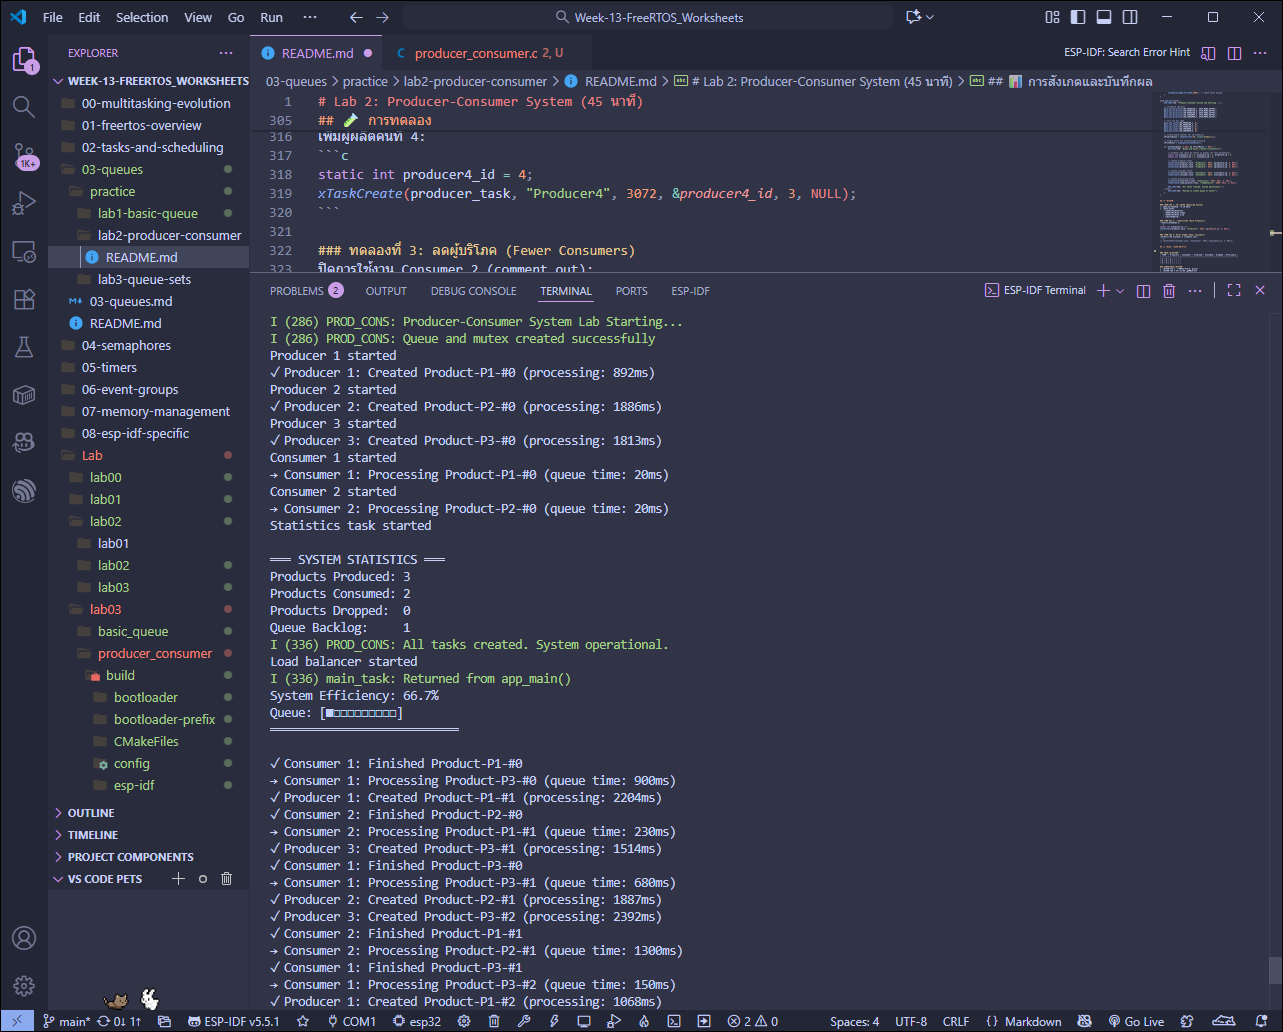 File Edit Selection View Go Run ··· Week-13-FreeRTOS_Worksheets
EXPLORER ···
WEEK-13-FREERTOS_WORKSHEETS
00-multitasking-evolution
01-freertos-overview
02-tasks-and-scheduling
03-queues
practice
lab1-basic-queue
lab2-producer-consumer
README.md
lab3-queue-sets
03-queues.md
README.md
04-semaphores
05-timers
06-event-groups
07-memory-management
08-esp-idf-specific
Lab
lab00
lab01
lab02
lab01
lab02
lab03
lab03
basic_queue
producer_consumer
build
bootloader
bootloader-prefix
CMakeFiles
config
esp-idf
OUTLINE
TIMELINE
PROJECT COMPONENTS
VS CODE PETS
README.md ● C producer_consumer.c 2, U
ESP-IDF: Search Error Hint
03-queues > practice > lab2-producer-consumer > README.md > # Lab 2: Producer-Consumer System (45 นาที) > ## 📊 การสังเกตและบันทึกผล
1 # Lab 2: Producer-Consumer System (45 นาที)
305 ## 🧪 การทดลอง
316 เพิ่มผู้ผลิตคนที่ 4:
317 ```c
318 static int producer4_id = 4;
319 xTaskCreate(producer_task, "Producer4", 3072, &producer4_id, 3, NULL);
320 ```
321
322 ### ทดลองที่ 3: ลดผู้บริโภค (Fewer Consumers)
323 ปิดการใช้งาน Consumer 2 (comment out):
PROBLEMS 2 OUTPUT DEBUG CONSOLE TERMINAL PORTS ESP-IDF
ESP-IDF Terminal
I (286) PROD_CONS: Producer-Consumer System Lab Starting...
I (286) PROD_CONS: Queue and mutex created successfully
Producer 1 started
✓ Producer 1: Created Product-P1-#0 (processing: 892ms)
Producer 2 started
✓ Producer 2: Created Product-P2-#0 (processing: 1886ms)
Producer 3 started
✓ Producer 3: Created Product-P3-#0 (processing: 1813ms)
Consumer 1 started
→ Consumer 1: Processing Product-P1-#0 (queue time: 20ms)
Consumer 2 started
→ Consumer 2: Processing Product-P2-#0 (queue time: 20ms)
Statistics task started
═══ SYSTEM STATISTICS ═══
Products Produced: 3
Products Consumed: 2
Products Dropped:  0
Queue Backlog:     1
I (336) PROD_CONS: All tasks created. System operational.
Load balancer started
I (336) main_task: Returned from app_main()
System Efficiency: 66.7%
Queue: [■□□□□□□□□□]
═══════════════════════════
✓ Consumer 1: Finished Product-P1-#0
→ Consumer 1: Processing Product-P3-#0 (queue time: 900ms)
✓ Producer 1: Created Product-P1-#1 (processing: 2204ms)
✓ Consumer 2: Finished Product-P2-#0
→ Consumer 2: Processing Product-P1-#1 (queue time: 230ms)
✓ Producer 3: Created Product-P3-#1 (processing: 1514ms)
✓ Consumer 1: Finished Product-P3-#0
→ Consumer 1: Processing Product-P3-#1 (queue time: 680ms)
✓ Producer 2: Created Product-P2-#1 (processing: 1887ms)
✓ Producer 3: Created Product-P3-#2 (processing: 2392ms)
✓ Consumer 2: Finished Product-P1-#1
→ Consumer 2: Processing Product-P2-#1 (queue time: 1300ms)
✓ Consumer 1: Finished Product-P3-#1
→ Consumer 1: Processing Product-P3-#2 (queue time: 150ms)
✓ Producer 1: Created Product-P1-#2 (processing: 1068ms)
main* 0↓ 1↑ ESP-IDF v5.5.1 COM1 esp32 2 0 Spaces: 4 UTF-8 CRLF {} Markdown Go Live
1
1K+